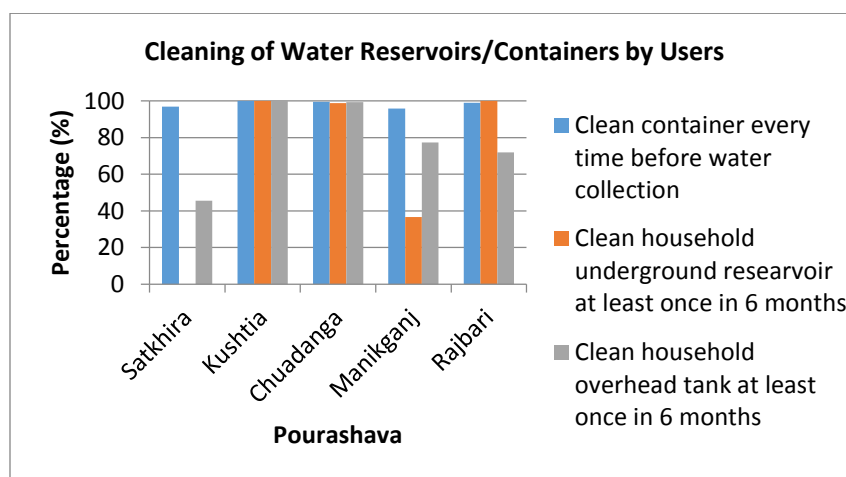 Cleaning of Water Reservoirs/Containers by Users
Percentage (%)
100
80
60
40
20
0
Satkhira
Kushtia
Chuadanga
Manikganj
Rajbari
Pourashava
Clean container every
time before water
collection
Clean household
underground researvoir
at least once in 6 months
Clean household
overhead tank at least
once in 6 months